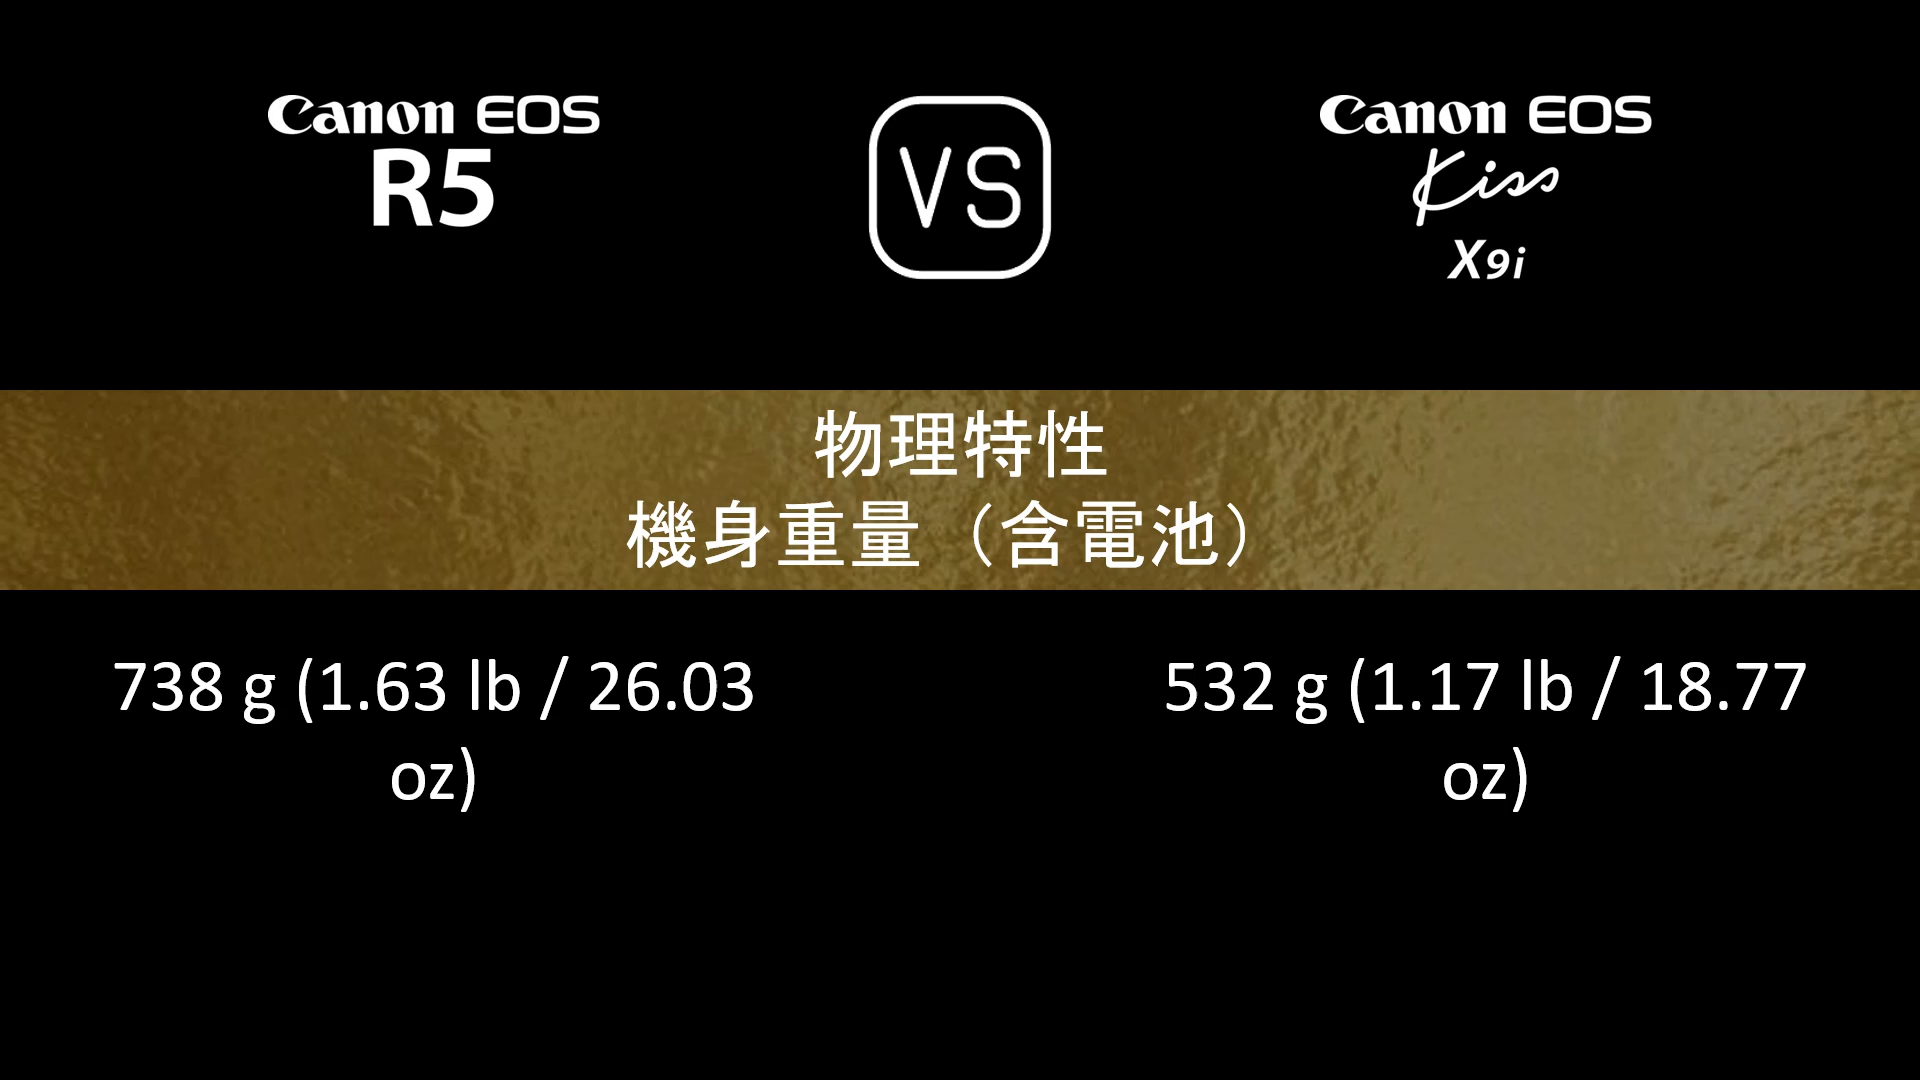 Canon EOS
R5
VS
Canon EOS
Kiss
X9i
物理特性
機身重量（含電池）
738 g (1.63 lb / 26.03
oz)
532 g (1.17 lb / 18.77
oz)